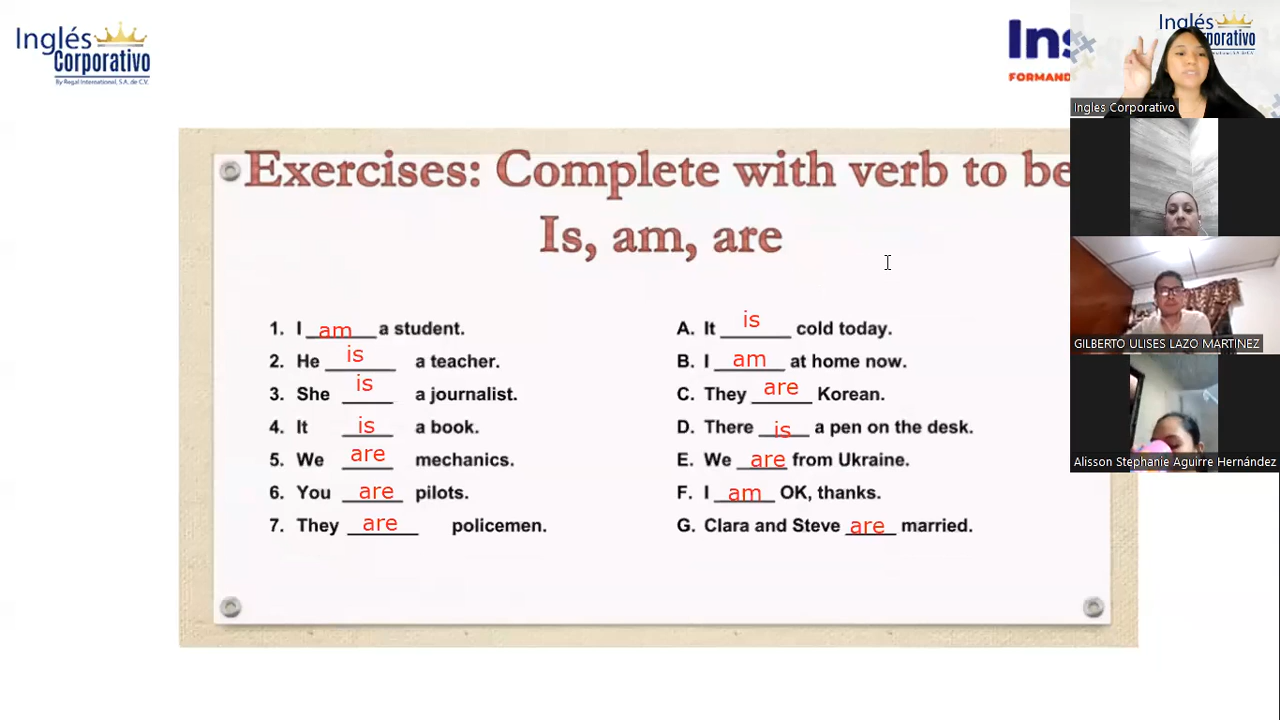 Inglés
Corporativo
By Regal International, S.A. de C.V.
Ins
FORMAND
Inglés
Corporativo
Ingles Corporativo
GILBERTO ULISES LAZO MARTINEZ
Alisson Stephanie Aguirre Hernández
Exercises: Complete with verb to be
Is, am, are
1. I am a student.
2. He is a teacher.
3. She is a journalist.
4. It is a book.
5. We are mechanics.
6. You are pilots.
7. They are policemen.
A. It is cold today.
B. I am at home now.
C. They are Korean.
D. There is a pen on the desk.
E. We are from Ukraine.
F. I am OK, thanks.
G. Clara and Steve are married.